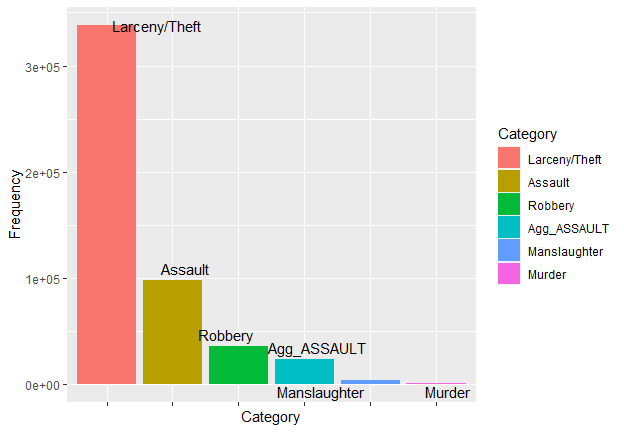 Larceny/Theft
3e+05
2e+05
1e+05
0e+00
Frequency
Assault
Robbery
Agg_ASSAULT
Manslaughter
Murder
Category
Category
Larceny/Theft
Assault
Robbery
Agg_ASSAULT
Manslaughter
Murder